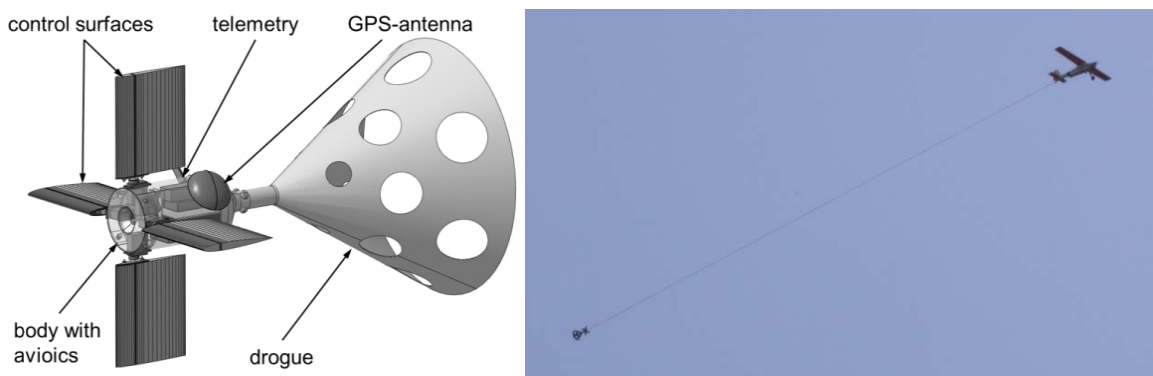 control surfaces
telemetry
GPS-antenna
body with
avioics
drogue